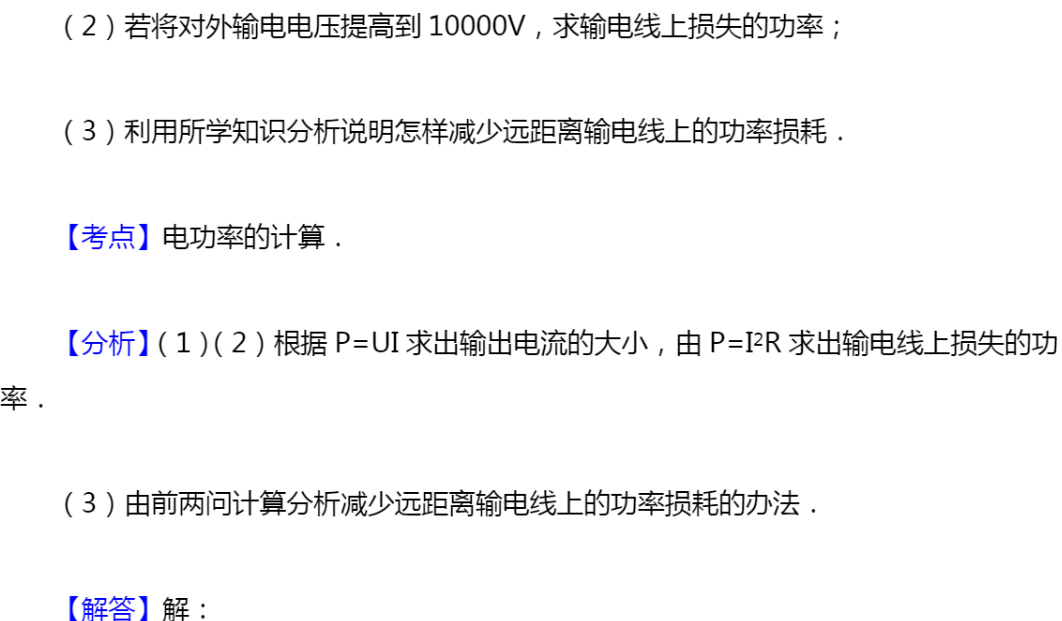 （2）若将对外输电电压提高到 10000V，求输电线上损失的功率；
（3）利用所学知识分析说明怎样减少远距离输电线上的功率损耗．
【考点】电功率的计算．
【分析】（1）（2）根据 P=UI 求出输出电流的大小，由 P=I²R 求出输电线上损失的功
率．
（3）由前两问计算分析减少远距离输电线上的功率损耗的办法．
【解答】解：